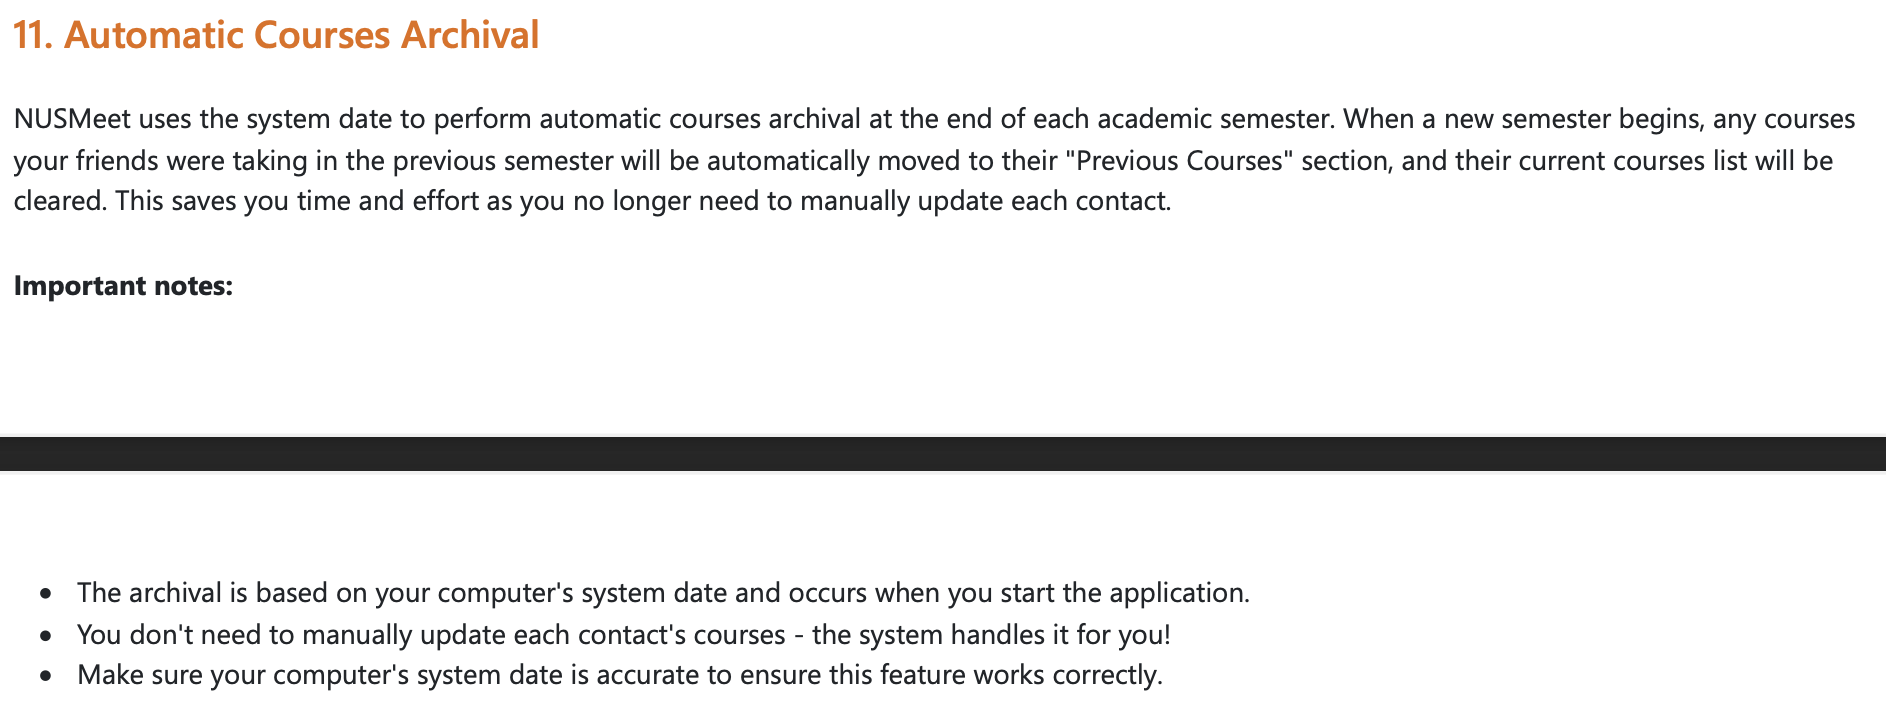 11. Automatic Courses Archival
NUSMeet uses the system date to perform automatic courses archival at the end of each academic semester. When a new semester begins, any courses
your friends were taking in the previous semester will be automatically moved to their "Previous Courses" section, and their current courses list will be
cleared. This saves you time and effort as you no longer need to manually update each contact.
Important notes:
• The archival is based on your computer's system date and occurs when you start the application.
• You don't need to manually update each contact's courses - the system handles it for you!
• Make sure your computer's system date is accurate to ensure this feature works correctly.